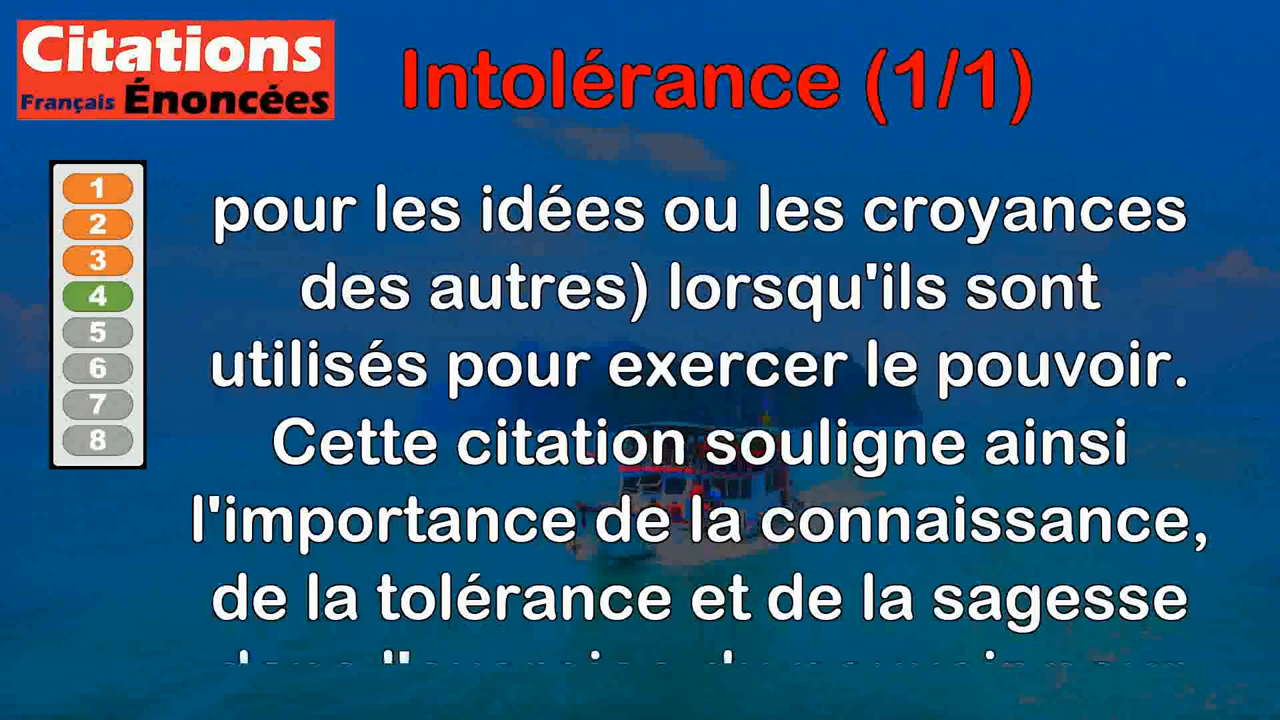 Citations
Français Énoncées
Intolérance (1/1)
1
2
3
4
5
6
7
8
pour les idées ou les croyances
des autres) lorsqu'ils sont
utilisés pour exercer le pouvoir.
Cette citation souligne ainsi
l'importance de la connaissance,
de la tolérance et de la sagesse